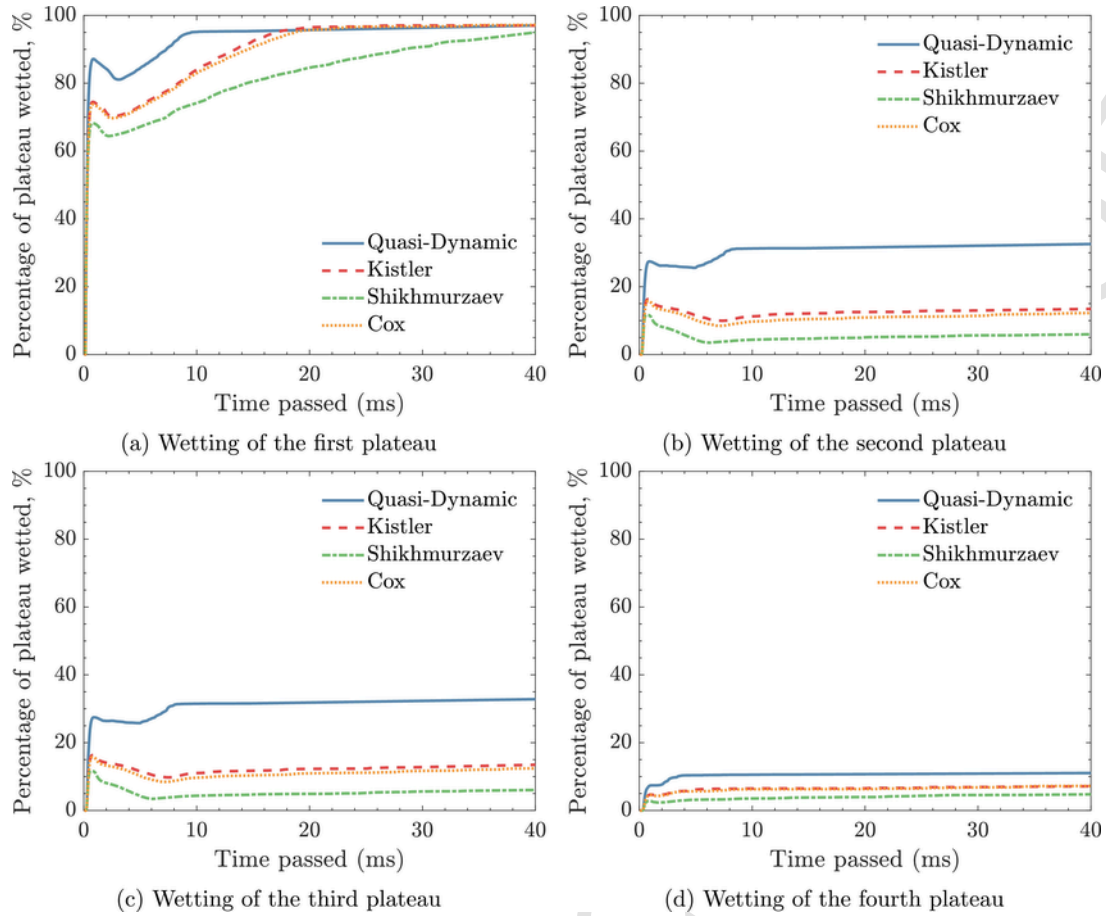 Percentage of plateau wetted, %
100
80
60
40
20
0
Quasi-Dynamic
Kistler
Shikhmurzaev
Cox
0 10 20 30 40
Time passed (ms)
(a) Wetting of the first plateau
Percentage of plateau wetted, %
100
80
60
40
20
0
Quasi-Dynamic
Kistler
Shikhmurzaev
Cox
0 10 20 30 40
Time passed (ms)
(b) Wetting of the second plateau
Percentage of plateau wetted, %
100
80
60
40
20
0
Quasi-Dynamic
Kistler
Shikhmurzaev
Cox
0 10 20 30 40
Time passed (ms)
(c) Wetting of the third plateau
Percentage of plateau wetted, %
100
80
60
40
20
0
Quasi-Dynamic
Kistler
Shikhmurzaev
Cox
0 10 20 30 40
Time passed (ms)
(d) Wetting of the fourth plateau